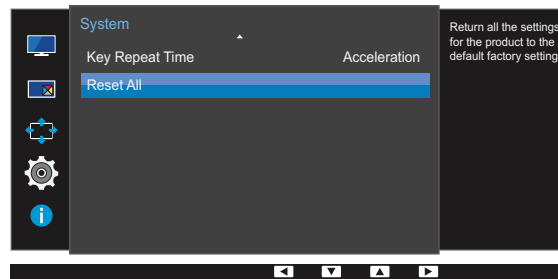 System
Key Repeat Time Acceleration
Reset All
Return all the settings
for the product to the
default factory setting